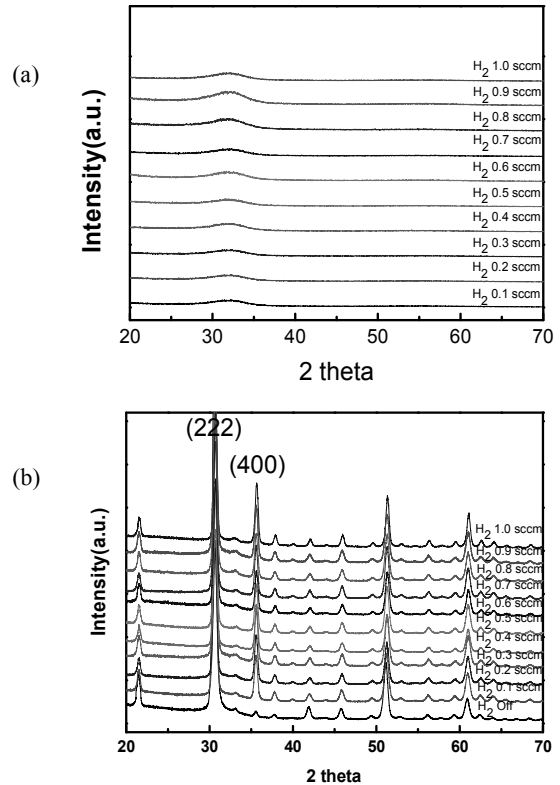 (a)
Intensity(a.u.)
H2 1.0 sccm
H2 0.9 sccm
H2 0.8 sccm
H2 0.7 sccm
H2 0.6 sccm
H2 0.5 sccm
H2 0.4 sccm
H2 0.3 sccm
H2 0.2 sccm
H2 0.1 sccm
20 30 40 50 60 70
2 theta
(b)
Intensity(a.u.)
(222)
(400)
H2 1.0 sccm
H2 0.9 sccm
H2 0.8 sccm
H2 0.7 sccm
H2 0.6 sccm
H2 0.5 sccm
H2 0.4 sccm
H2 0.3 sccm
H2 0.2 sccm
H2 0.1 sccm
H2 Off
20 30 40 50 60 70
2 theta